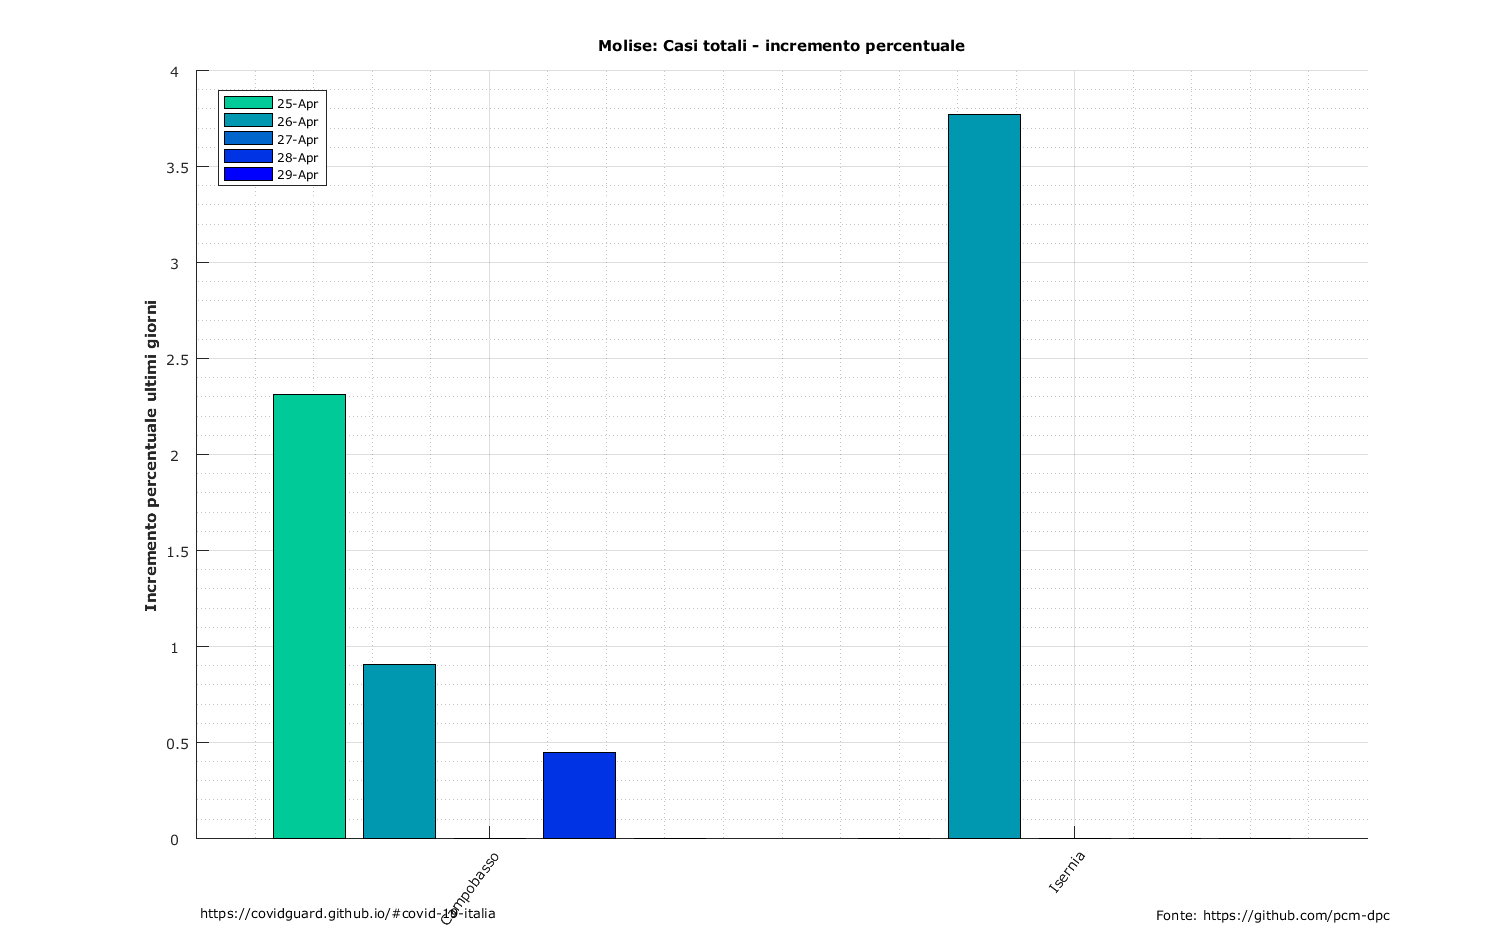 Molise: Casi totali - incremento percentuale
25-Apr
26-Apr
27-Apr
28-Apr
29-Apr
Incremento percentuale ultimi giorni
4
3.5
3
2.5
2
1.5
1
0.5
0
Campobasso
Isernia
https://covidguard.github.io/#covid-19-italia
Fonte: https://github.com/pcm-dpc